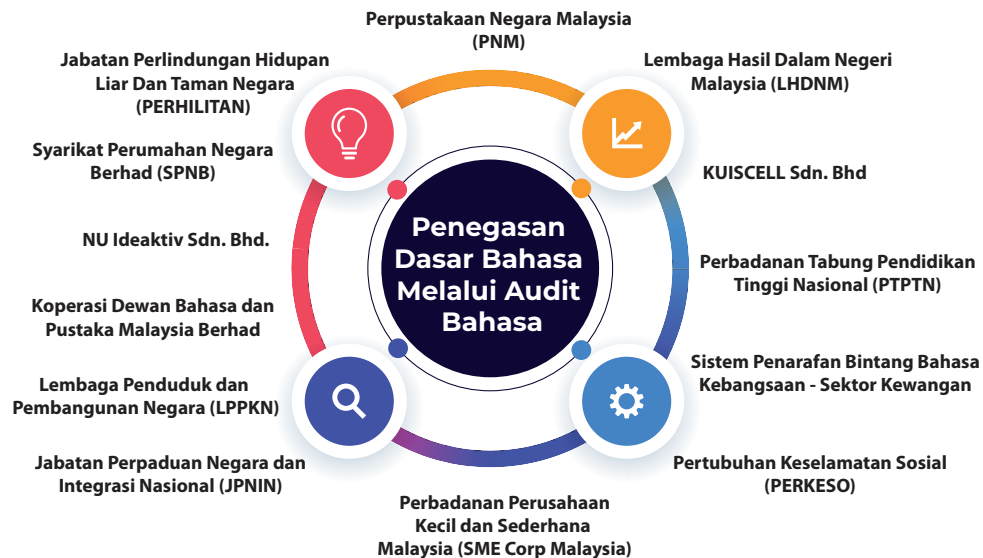 Perpustakaan Negara Malaysia
(PNM)
Lembaga Hasil Dalam Negeri
Malaysia (LHDNM)
KUISCELL Sdn. Bhd
Perbadanan Tabung Pendidikan
Tinggi Nasional (PTPTN)
Sistem Penarafan Bintang Bahasa
Kebangsaan - Sektor Kewangan
Pertubuhan Keselamatan Sosial
(PERKESO)
Perbadanan Perusahaan
Kecil dan Sederhana
Malaysia (SME Corp Malaysia)
Jabatan Perpaduan Negara dan
Integrasi Nasional (JPNIN)
Lembaga Penduduk dan
Pembangunan Negara (LPPKN)
Koperasi Dewan Bahasa dan
Pustaka Malaysia Berhad
NU Ideaktiv Sdn. Bhd.
Syarikat Perumahan Negara
Berhad (SPNB)
Jabatan Perlindungan Hidupan
Liar Dan Taman Negara
(PERHILITAN)
Penegasan
Dasar Bahasa
Melalui Audit
Bahasa